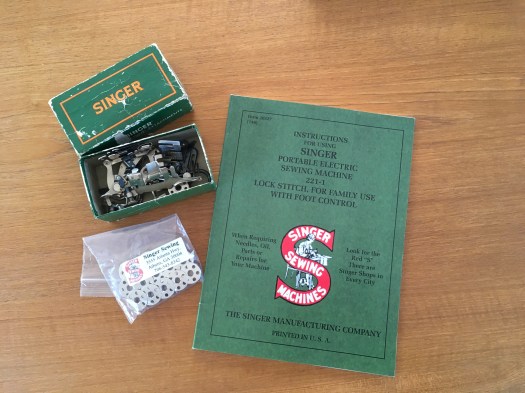 SINGER
SINGER
Singer Sewing
INSTRUCTIONS
FOR USING
SINGER
PORTABLE ELECTRIC
SEWING MACHINE
221-1
LOCK STITCH, FOR FAMILY USE
WITH FOOT CONTROL
When Requiring
Needles, Oil,
Parts or
Repairs for
Your Machine
SINGER
SEWING
MACHINES
Look for the
Red "S"
There are
Singer Shops in
Every City
THE SINGER MANUFACTURING COMPANY
PRINTED IN U. S. A.